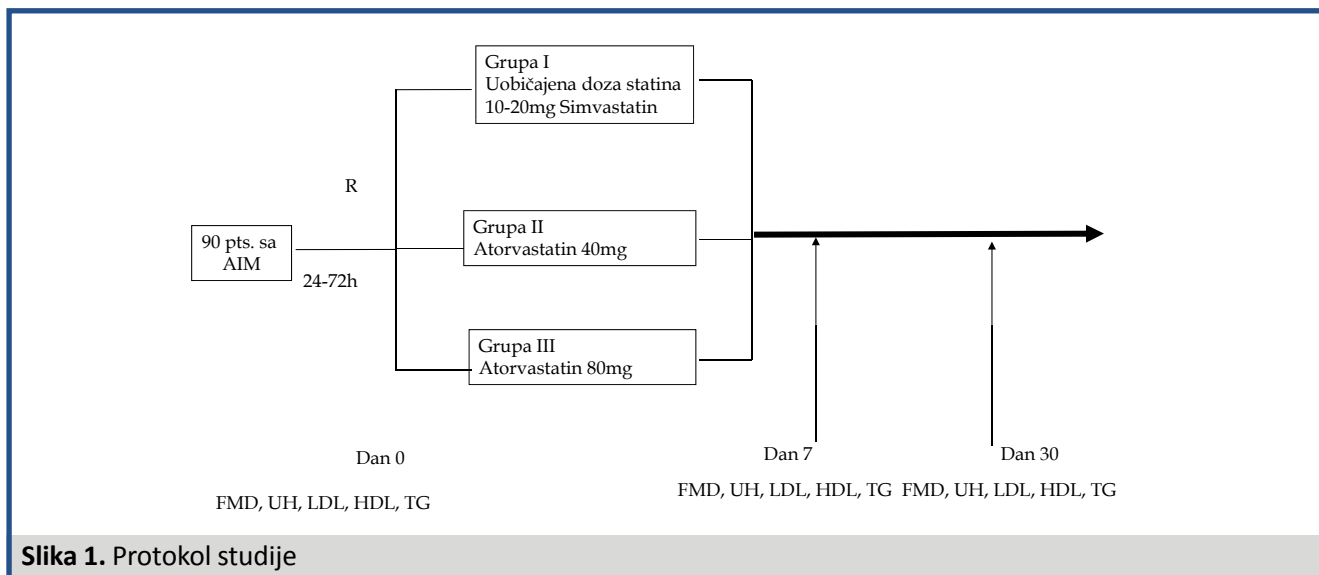 Grupa I
Uobičajena doza statina
10-20mg Simvastatin
R
90 pts. sa
AIM
24-72h
Grupa II
Atorvastatin 40mg
Grupa III
Atorvastatin 80mg
Dan 0
FMD, UH, LDL, HDL, TG
Dan 7
FMD, UH, LDL, HDL, TG
Dan 30
FMD, UH, LDL, HDL, TG
Slika 1. Protokol studije